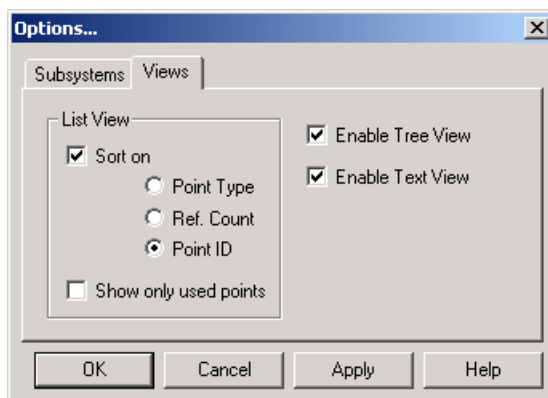 Options...
Subsystems Views
List View
Sort on
Point Type
Ref. Count
Point ID
Show only used points
Enable Tree View
Enable Text View
OK Cancel Apply Help